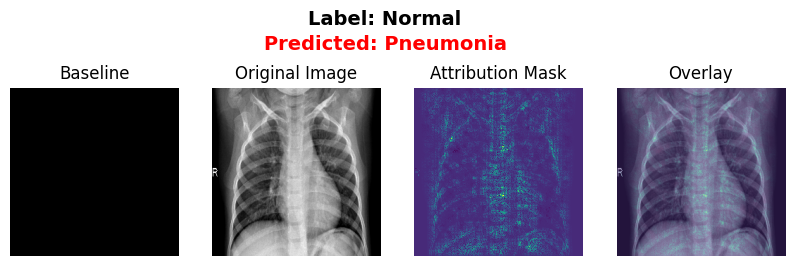 Label: Normal
Predicted: Pneumonia
Baseline Original Image Attribution Mask Overlay
R R